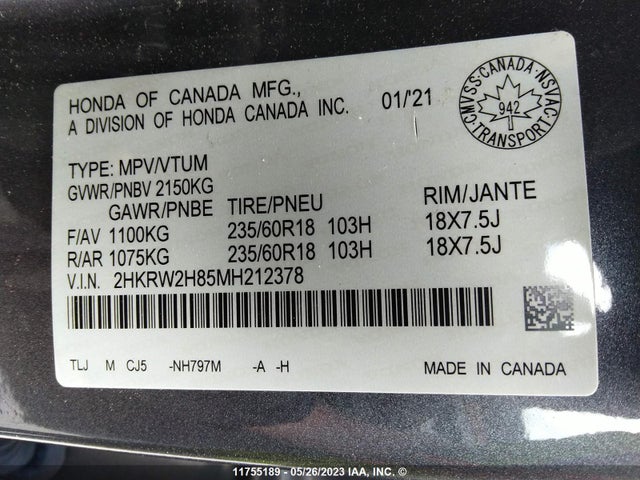 HONDA OF CANADA MFG.,
A DIVISION OF HONDA CANADA INC. 01/'21
CMVSS·CANADA·NSVAC
942
TRANSPORT
TYPE: MPV/VTUM
GVWR/PNBV 2150KG
GAWR/PNBE TIRE/PNEU RIM/JANTE
F/AV 1100KG 235/60R18 103H 18X7.5J
R/AR 1075KG 235/60R18 103H 18X7.5J
V.I.N. 2HKRW2H85MH212378
TLJ M CJ5 -NH797M -A -H MADE IN CANADA
11755189 - 05/26/2023 IAA, INC. ©